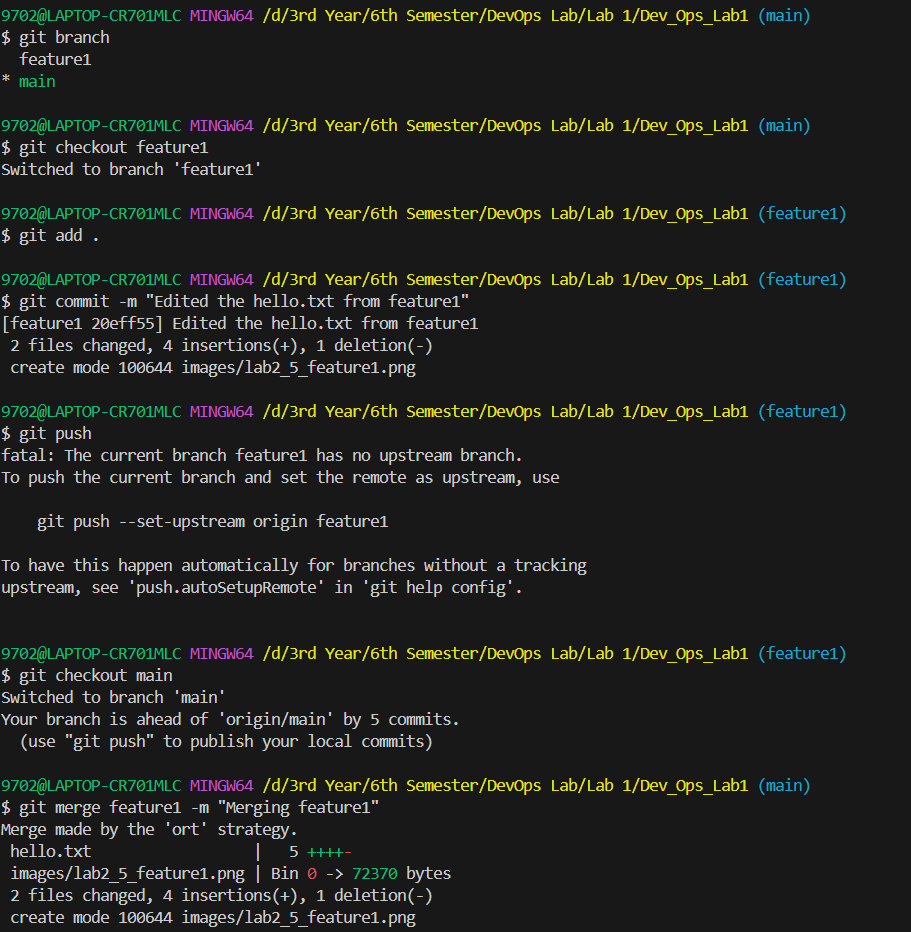 9702@LAPTOP-CR701MLC MINGW64 /d/3rd Year/6th Semester/DevOps Lab/Lab 1/Dev_Ops_Lab1 (main)
$ git branch
  feature1
* main

9702@LAPTOP-CR701MLC MINGW64 /d/3rd Year/6th Semester/DevOps Lab/Lab 1/Dev_Ops_Lab1 (main)
$ git checkout feature1
Switched to branch 'feature1'

9702@LAPTOP-CR701MLC MINGW64 /d/3rd Year/6th Semester/DevOps Lab/Lab 1/Dev_Ops_Lab1 (feature1)
$ git add .

9702@LAPTOP-CR701MLC MINGW64 /d/3rd Year/6th Semester/DevOps Lab/Lab 1/Dev_Ops_Lab1 (feature1)
$ git commit -m "Edited the hello.txt from feature1"
[feature1 20eff55] Edited the hello.txt from feature1
 2 files changed, 4 insertions(+), 1 deletion(-)
 create mode 100644 images/lab2_5_feature1.png

9702@LAPTOP-CR701MLC MINGW64 /d/3rd Year/6th Semester/DevOps Lab/Lab 1/Dev_Ops_Lab1 (feature1)
$ git push
fatal: The current branch feature1 has no upstream branch.
To push the current branch and set the remote as upstream, use

    git push --set-upstream origin feature1

To have this happen automatically for branches without a tracking
upstream, see 'push.autoSetupRemote' in 'git help config'.

9702@LAPTOP-CR701MLC MINGW64 /d/3rd Year/6th Semester/DevOps Lab/Lab 1/Dev_Ops_Lab1 (feature1)
$ git checkout main
Switched to branch 'main'
Your branch is ahead of 'origin/main' by 5 commits.
  (use "git push" to publish your local commits)

9702@LAPTOP-CR701MLC MINGW64 /d/3rd Year/6th Semester/DevOps Lab/Lab 1/Dev_Ops_Lab1 (main)
$ git merge feature1 -m "Merging feature1"
Merge made by the 'ort' strategy.
 hello.txt                  |   5 ++++-
 images/lab2_5_feature1.png | Bin 0 -> 72370 bytes
 2 files changed, 4 insertions(+), 1 deletion(-)
 create mode 100644 images/lab2_5_feature1.png